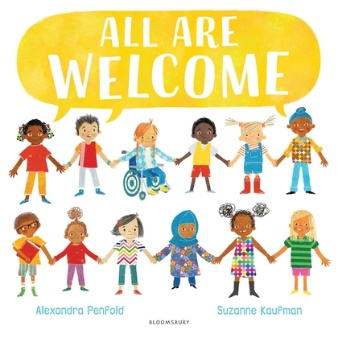 ALL ARE
WELCOME
Alexandra Penfold
Suzanne Kaufman
BLOOMSBURY